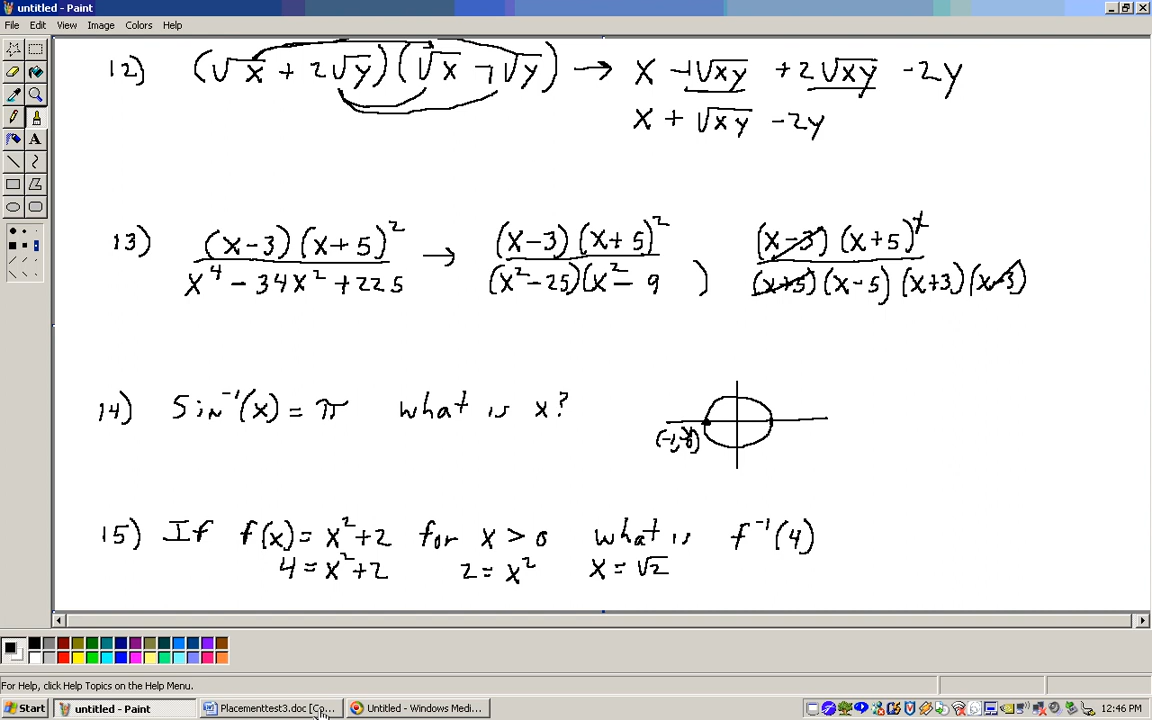 untitled - Paint
File Edit View Image Colors Help
12) (√x + 2√y)(√x - 1√y) → x -1√xy +2√xy -2y
x + √xy -2y
13) (x-3)(x+5)² / x⁴ - 34x² + 225 → (x-3)(x+5)² / (x²-25)(x²- 9 ) (x-3)(x+5)² / (x+5)(x-5)(x+3)(x-3)
14) Sin⁻¹(x) = π what is x?
15) If f(x) = x²+2 for x > 0 what is f⁻¹(4)
4 = x²+2 2 = x² x = √2
For Help, click Help Topics on the Help Menu.
Start untitled - Paint Placementtest3.doc [Co... Untitled - Windows Medi... 12:46 PM